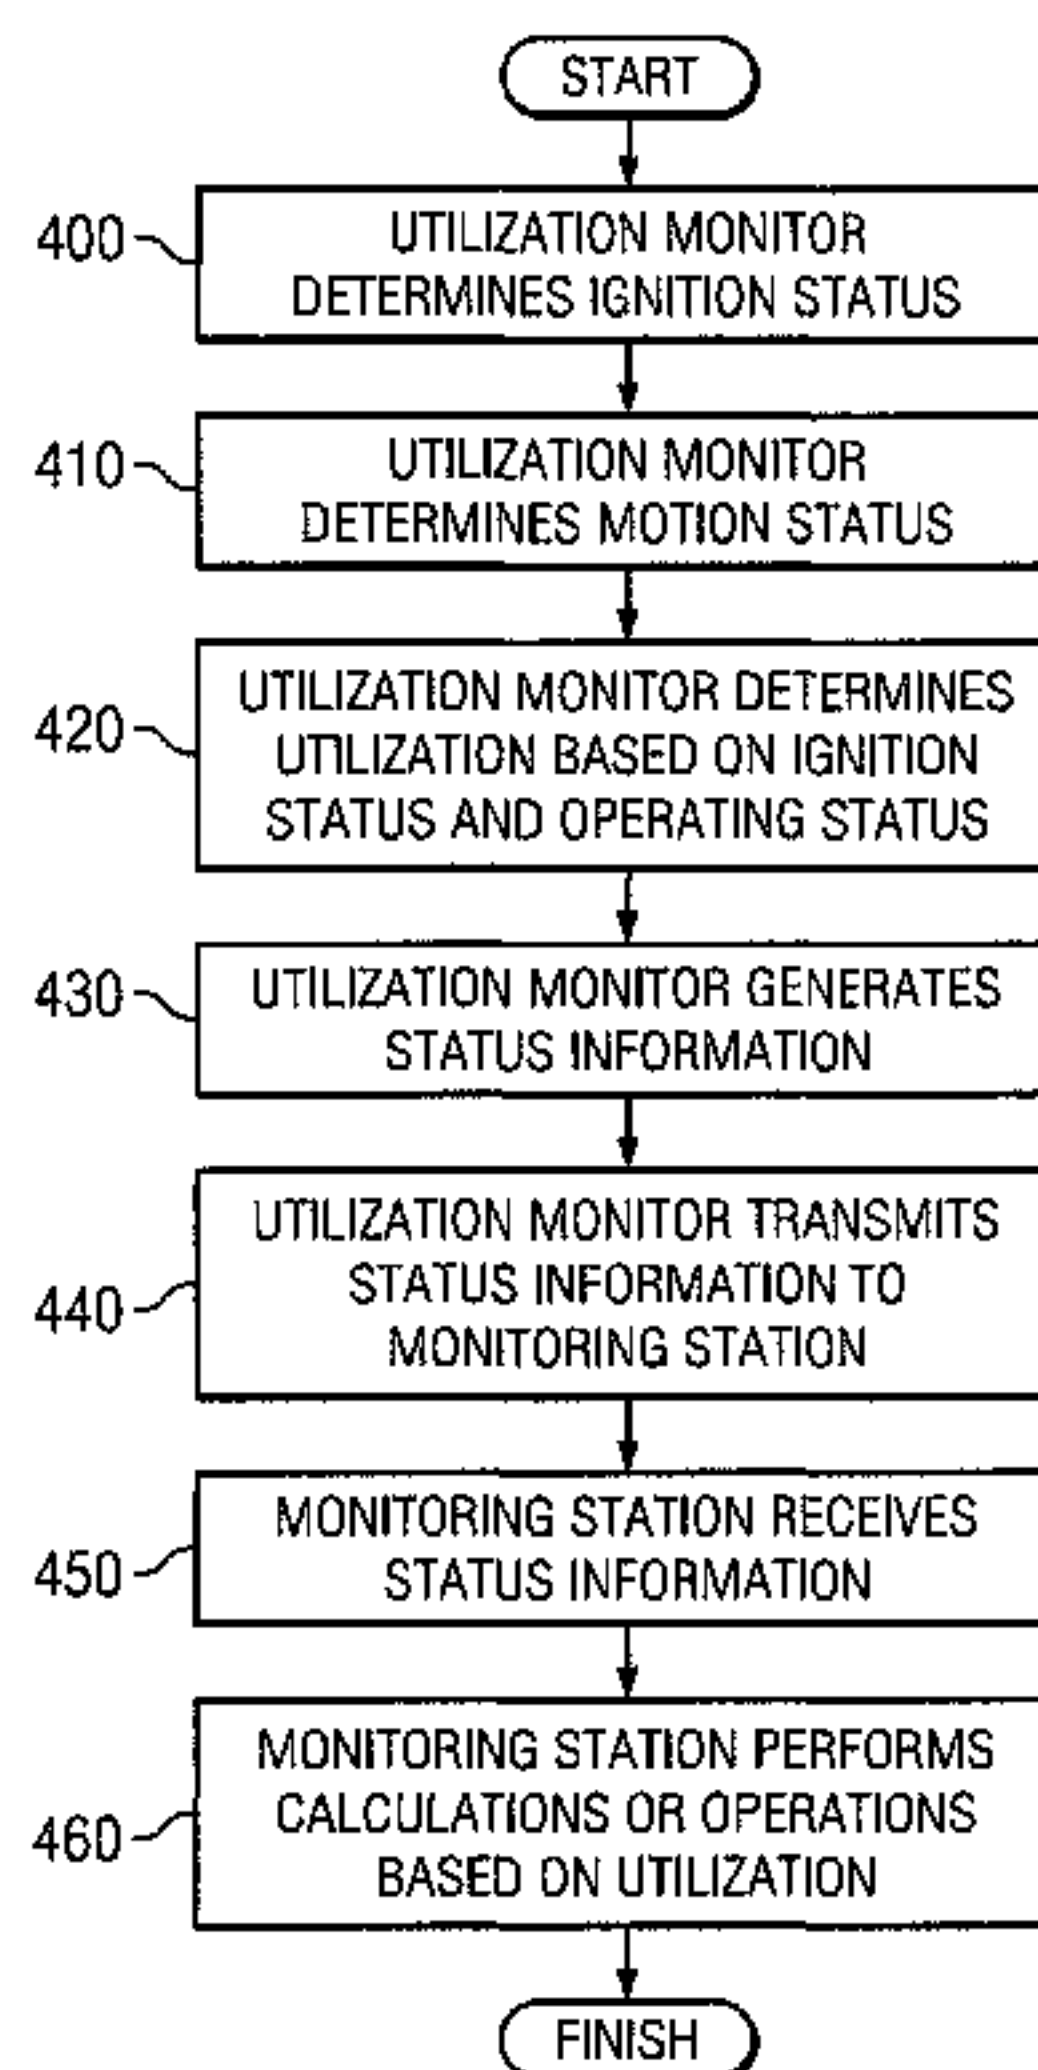 START
400
UTILIZATION MONITOR
DETERMINES IGNITION STATUS
410
UTILIZATION MONITOR
DETERMINES MOTION STATUS
420
UTILIZATION MONITOR DETERMINES
UTILIZATION BASED ON IGNITION
STATUS AND OPERATING STATUS
430
UTILIZATION MONITOR GENERATES
STATUS INFORMATION
440
UTILIZATION MONITOR TRANSMITS
STATUS INFORMATION TO
MONITORING STATION
450
MONITORING STATION RECEIVES
STATUS INFORMATION
460
MONITORING STATION PERFORMS
CALCULATIONS OR OPERATIONS
BASED ON UTILIZATION
FINISH